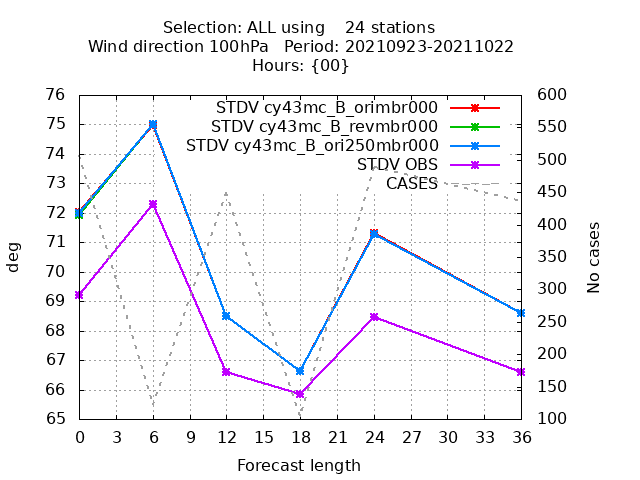 Selection: ALL using    24 stations
Wind direction 100hPa   Period: 20210923-20211022
Hours: {00}
STDV cy43mc_B_orimbr000
STDV cy43mc_B_revmbr000
STDV cy43mc_B_ori250mbr000
STDV OBS
CASES
76
75
74
73
72
71
70
69
68
67
66
65
deg
600
550
500
450
400
350
300
250
200
150
100
No cases
0 3 6 9 12 15 18 21 24 27 30 33 36
Forecast length